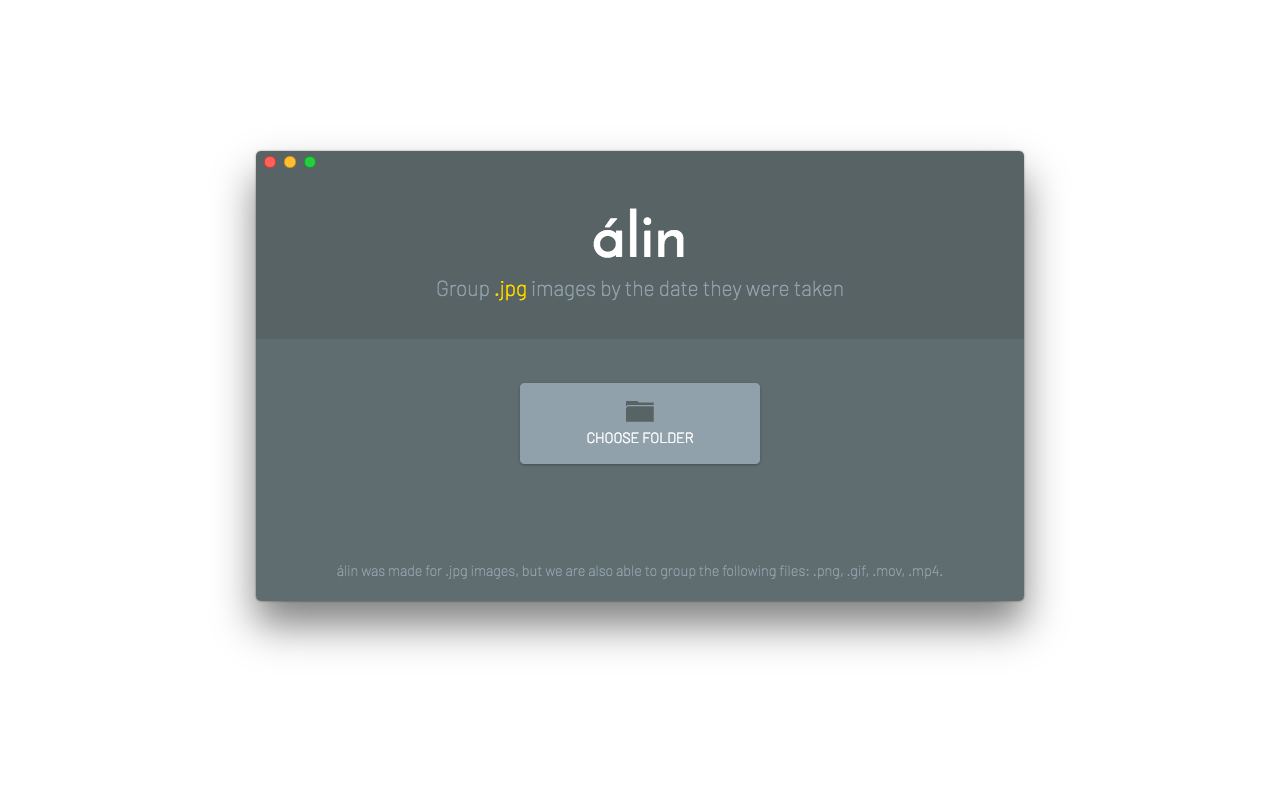 álin
Group .jpg images by the date they were taken
CHOOSE FOLDER
álin was made for .jpg images, but we are also able to group the following files: .png, .gif, .mov, .mp4.